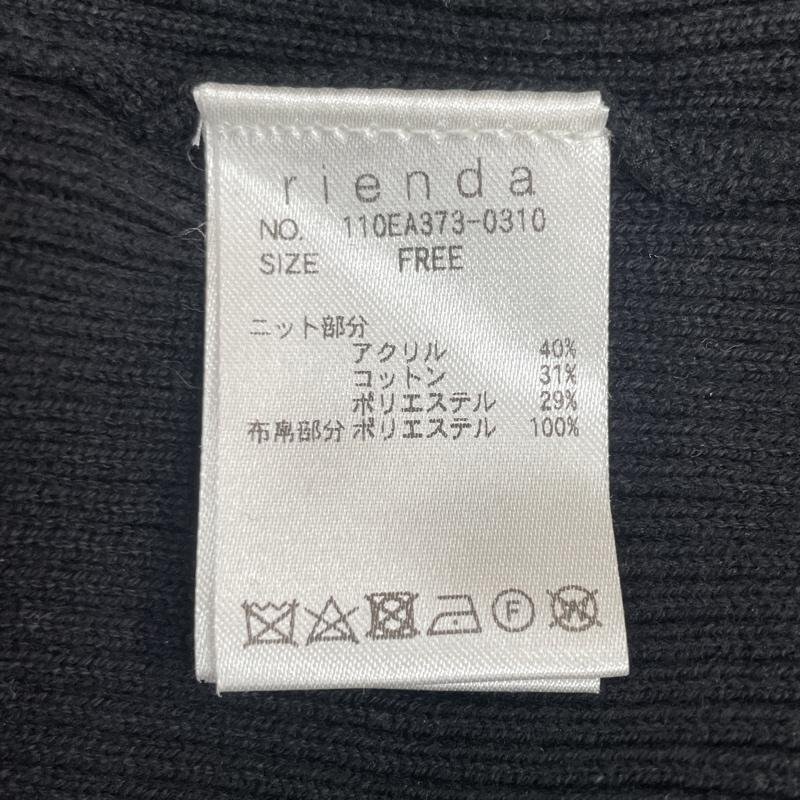 rienda
NO. 110EA373-0310
SIZE FREE
ニット部分
アクリル 40%
コットン 31%
ポリエステル 29%
布帛部分 ポリエステル 100%
F
W